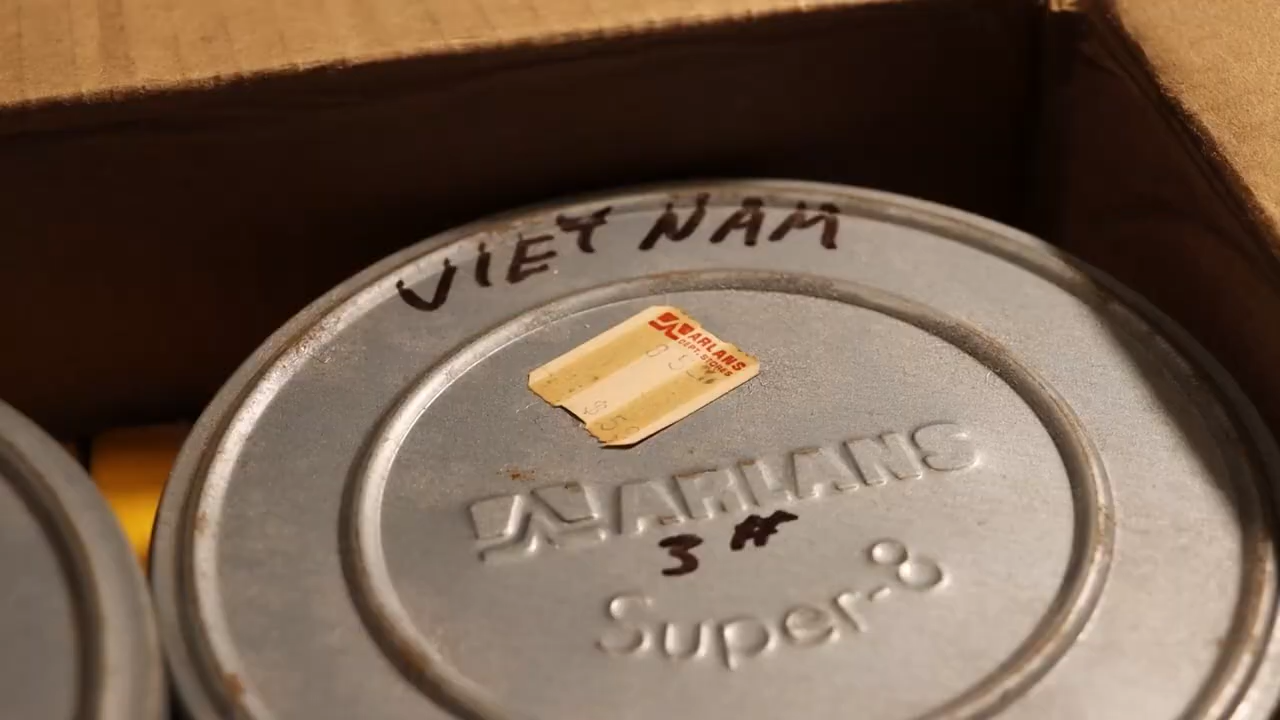 VIET NAM
ARLANS
DEPT. STORES
ARLANS
3 #
Super-8